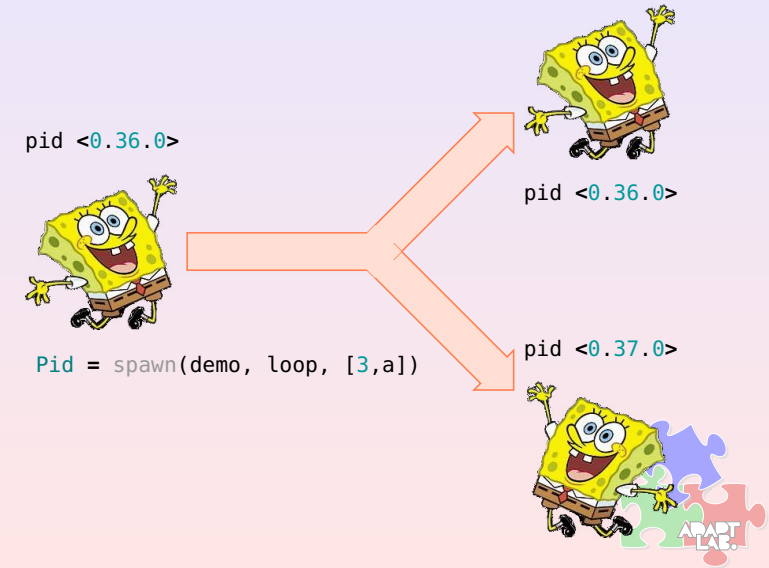 pid <0.36.0>
pid <0.36.0>
Pid = spawn(demo, loop, [3,a])
pid <0.37.0>
ADAPT
LAB.